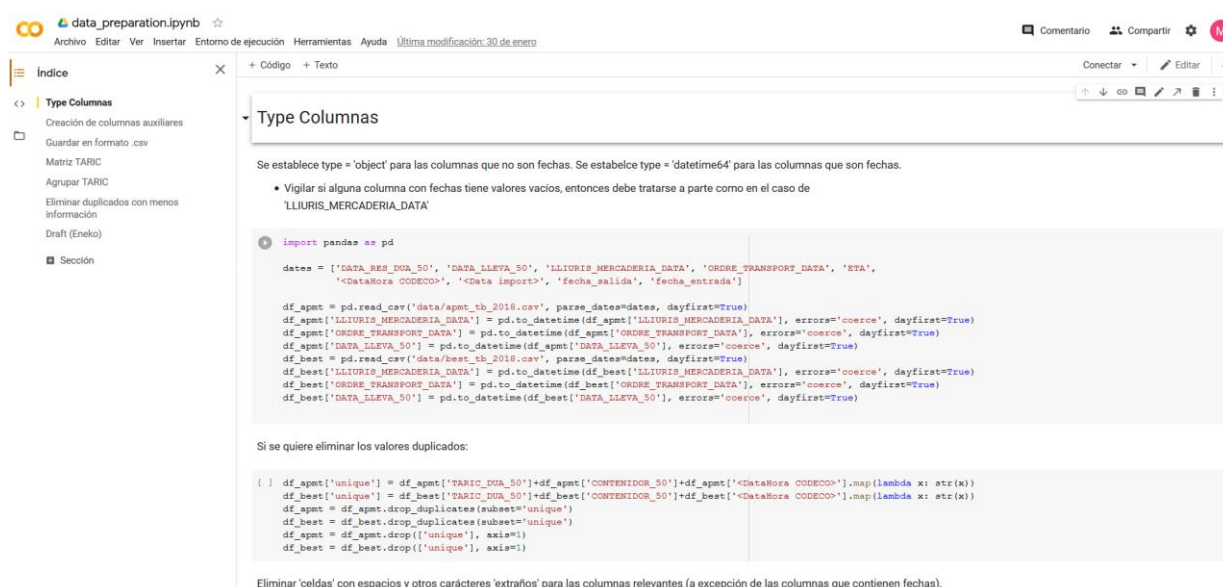 data_preparation.ipynb
Archivo Editar Ver Insertar Entorno de ejecución Herramientas Ayuda Última modificación: 30 de enero
Comentario Compartir M
Índice
+ Código + Texto
Conectar Editar
Type Columnas
Creación de columnas auxiliares
Guardar en formato .csv
Matriz TARIC
Agrupar TARIC
Eliminar duplicados con menos
información
Draft (Eneko)
Sección
Type Columnas
Se establece type = 'object' para las columnas que no son fechas. Se estabelce type = 'datetime64' para las columnas que son fechas.
• Vigilar si alguna columna con fechas tiene valores vacíos, entonces debe tratarse a parte como en el caso de
'LLIURIS_MERCADERIA_DATA'
import pandas as pd
dates = ['DATA_RES_DUA_50', 'DATA_LLEVA_50', 'LLIURIS_MERCADERIA_DATA', 'ORDRE_TRANSPORT_DATA', 'ETA',
'<DataHora CODECO>', '<Data import>', 'fecha_salida', 'fecha_entrada']
df_apmt = pd.read_csv('data/apmt_tb_2018.csv', parse_dates=dates, dayfirst=True)
df_apmt['LLIURIS_MERCADERIA_DATA'] = pd.to_datetime(df_apmt['LLIURIS_MERCADERIA_DATA'], errors='coerce', dayfirst=True)
df_apmt['ORDRE_TRANSPORT_DATA'] = pd.to_datetime(df_apmt['ORDRE_TRANSPORT_DATA'], errors='coerce', dayfirst=True)
df_apmt['DATA_LLEVA_50'] = pd.to_datetime(df_apmt['DATA_LLEVA_50'], errors='coerce', dayfirst=True)
df_best = pd.read_csv('data/best_tb_2018.csv', parse_dates=dates, dayfirst=True)
df_best['LLIURIS_MERCADERIA_DATA'] = pd.to_datetime(df_best['LLIURIS_MERCADERIA_DATA'], errors='coerce', dayfirst=True)
df_best['ORDRE_TRANSPORT_DATA'] = pd.to_datetime(df_best['ORDRE_TRANSPORT_DATA'], errors='coerce', dayfirst=True)
df_best['DATA_LLEVA_50'] = pd.to_datetime(df_best['DATA_LLEVA_50'], errors='coerce', dayfirst=True)
Si se quiere eliminar los valores duplicados:
[ ] df_apmt['unique'] = df_apmt['TARIC_DUA_50']+df_apmt['CONTENIDOR_50']+df_apmt['<DataHora CODECO>'].map(lambda x: str(x))
df_best['unique'] = df_best['TARIC_DUA_50']+df_best['CONTENIDOR_50']+df_best['<DataHora CODECO>'].map(lambda x: str(x))
df_apmt = df_apmt.drop_duplicates(subset='unique')
df_best = df_best.drop_duplicates(subset='unique')
df_apmt = df_apmt.drop(['unique'], axis=1)
df_best = df_best.drop(['unique'], axis=1)
Eliminar 'celdas' con espacios y otros carácteres 'extraños' para las columnas relevantes (a excepción de las columnas que contienen fechas).